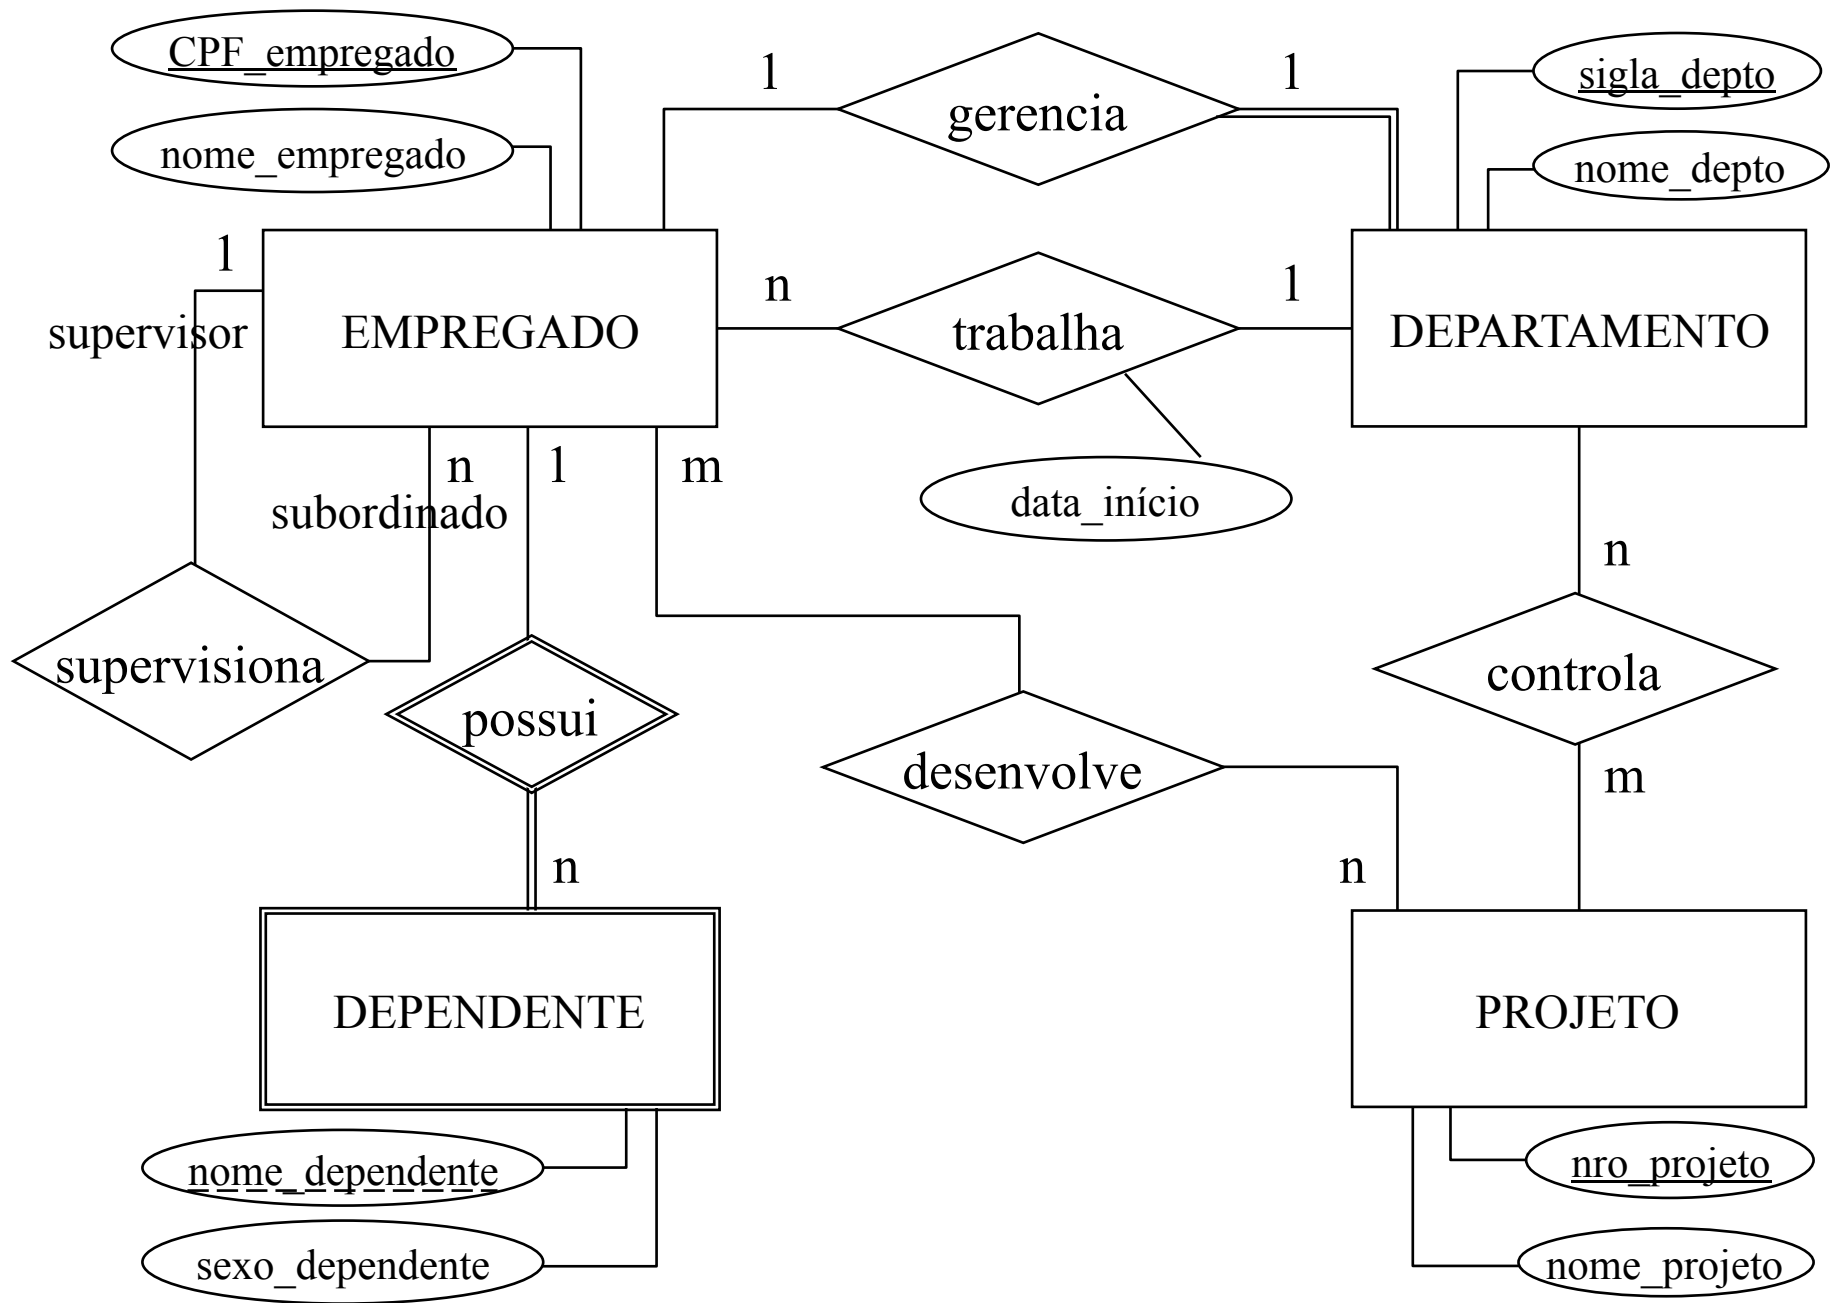 CPF_empregado
1
1
sigla_depto
gerencia
nome_empregado
nome_depto
1
n
1
supervisor
EMPREGADO
trabalha
DEPARTAMENTO
n
1
m
subordinado
data_início
n
supervisiona
controla
possui
desenvolve
m
n
n
DEPENDENTE
PROJETO
nome_dependente
nro_projeto
sexo_dependente
nome_projeto